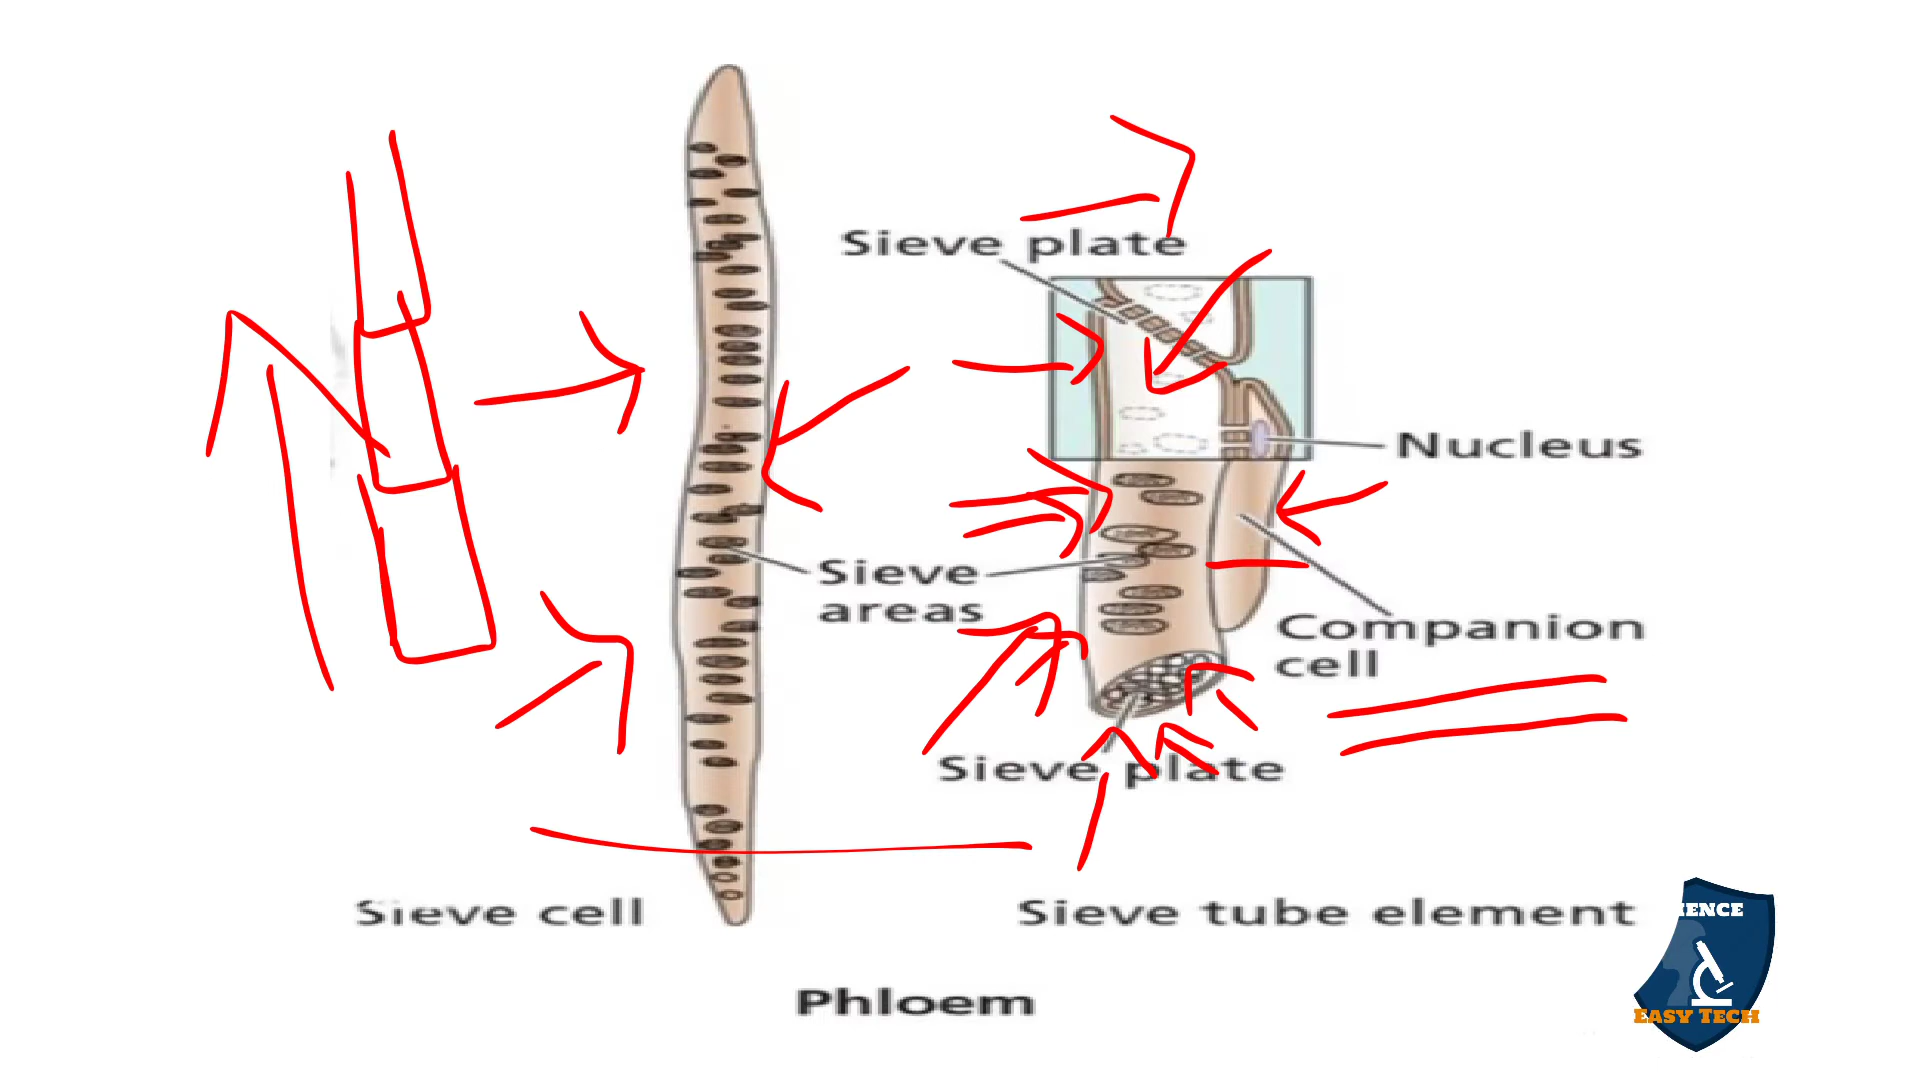 Sieve plate
Nucleus
Sieve
areas
Companion
cell
Sieve plate
Sieve cell
Sieve tube element
Phloem
IENCE
EASY TECH